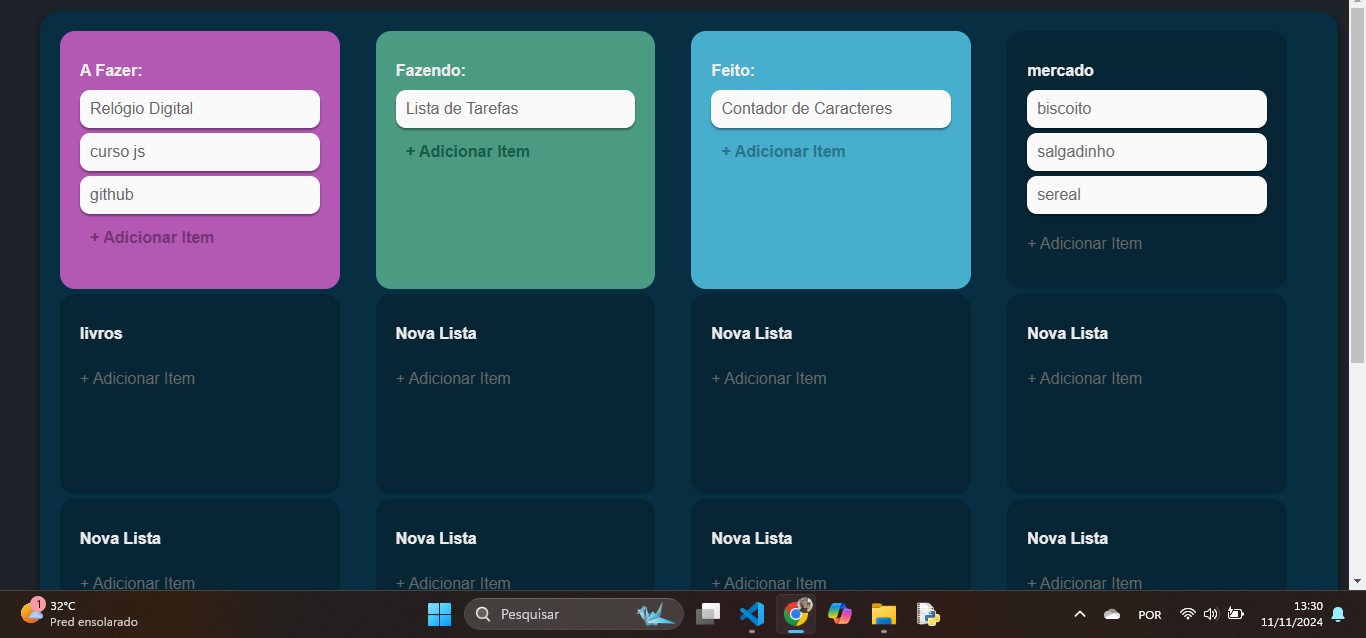 A Fazer:
Relógio Digital
curso js
github
+ Adicionar Item
Fazendo:
Lista de Tarefas
+ Adicionar Item
Feito:
Contador de Caracteres
+ Adicionar Item
mercado
biscoito
salgadinho
sereal
+ Adicionar Item
livros
+ Adicionar Item
Nova Lista
+ Adicionar Item
Nova Lista
+ Adicionar Item
Nova Lista
+ Adicionar Item
Nova Lista
+ Adicionar Item
Nova Lista
+ Adicionar Item
Nova Lista
+ Adicionar Item
Nova Lista
+ Adicionar Item
1
32°C
Pred ensolarado
Pesquisar
POR
13:30
11/11/2024